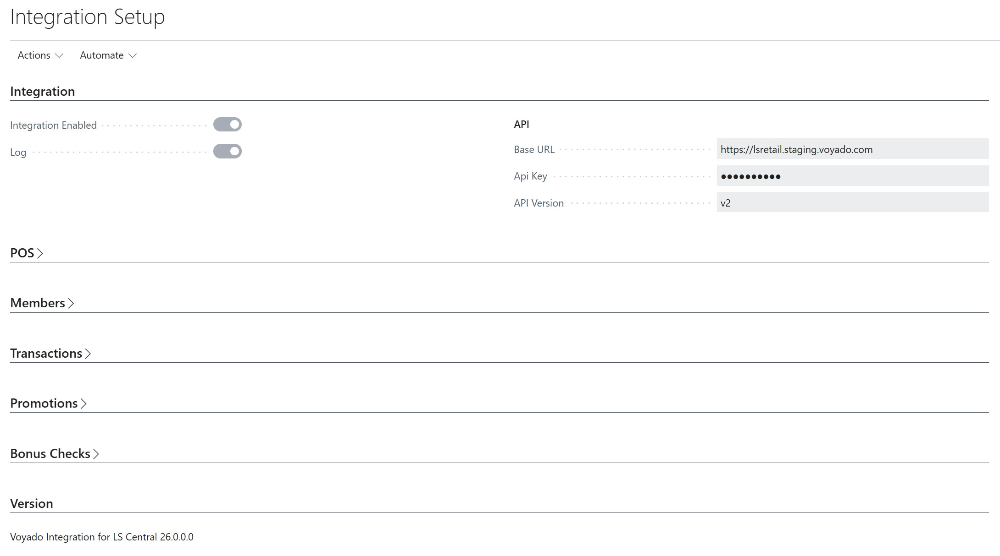 Integration Setup
Actions Automate
Integration
Integration Enabled
Log
API
Base URL https://lsretail.staging.voyado.com
Api Key ●●●●●●●●●●
API Version v2
POS
Members
Transactions
Promotions
Bonus Checks
Version
Voyado Integration for LS Central 26.0.0.0